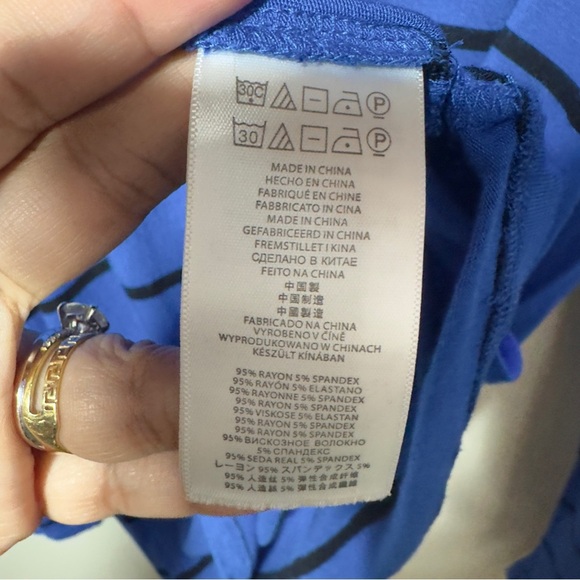 30C P
30 P
MADE IN CHINA
HECHO EN CHINA
FABRIQUÉ EN CHINE
FABBRICATO IN CINA
MADE IN CHINA
GEFABRICEERD IN CHINA
FREMSTILLET I KINA
СДЕЛАНО В КИТАЕ
FEITO NA CHINA
中国製
中国制造
中國製造
FABRICADO NA CHINA
VYROBENO V ČÍNĚ
WYPRODUKOWANO W CHINACH
KÉSZÜLT KÍNÁBAN
95% RAYON 5% SPANDEX
95% RAYÓN 5% ELASTANO
95% RAYONNE 5% SPANDEX
95% RAYON 5% SPANDEX
95% VISKOSE 5% ELASTAN
95% RAYON 5% SPANDEX
95% RAYON 5% SPANDEX
95% ВИСКОЗНОЕ ВОЛОКНО
5% СПАНДЕКС
95% SEDA REAL 5% SPANDEX
レーヨン 95% スパンデックス 5%
95% 人造丝 5% 弹性合成纤维
95% 人造絲 5% 彈性合成纖維